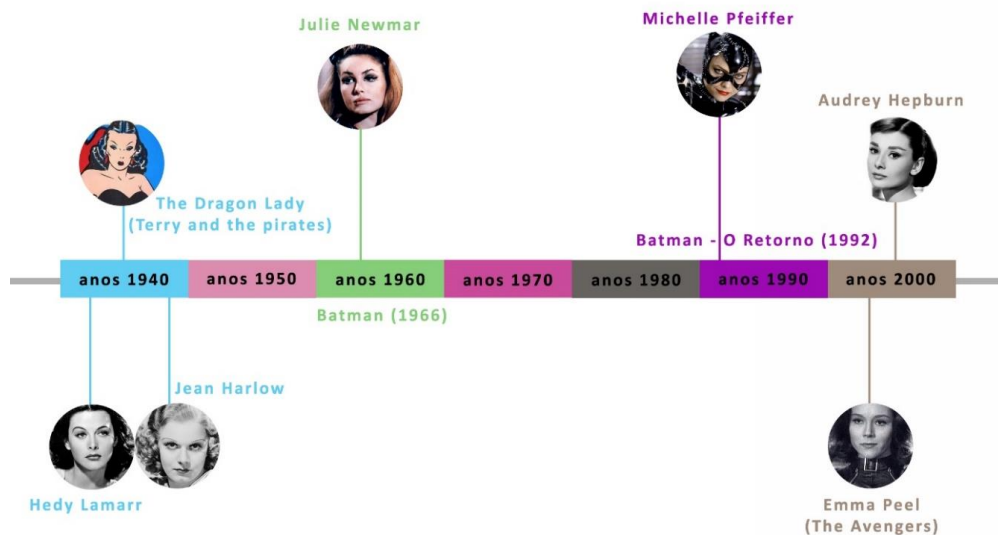 Julie Newmar
Michelle Pfeiffer
Audrey Hepburn
The Dragon Lady
(Terry and the pirates)
Batman - O Retorno (1992)
anos 1940
anos 1950
anos 1960
anos 1970
anos 1980
anos 1990
anos 2000
Batman (1966)
Jean Harlow
Hedy Lamarr
Emma Peel
(The Avengers)